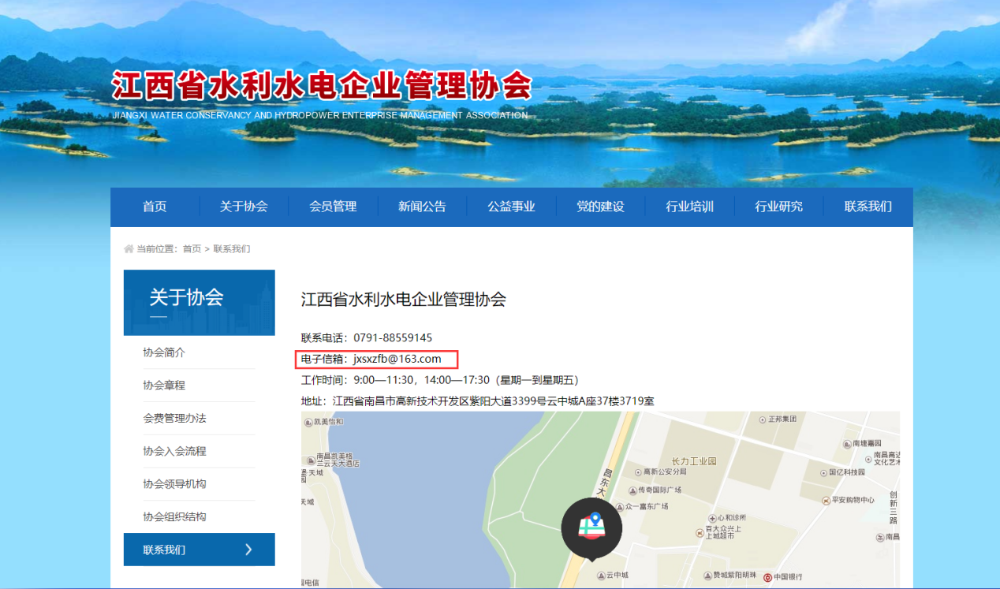 江西省水利水电企业管理协会
JIANGXI WATER CONSERVANCY AND HYDROPOWER ENTERPRISE MANAGEMENT ASSOCIATION
首页 关于协会 会员管理 新闻公告 公益事业 党的建设 行业培训 行业研究 联系我们
当前位置：首页 > 联系我们
关于协会
协会简介
协会章程
会费管理办法
协会入会流程
协会领导机构
协会组织结构
联系我们
江西省水利水电企业管理协会
联系电话：0791-88559145
电子信箱：jxsxzfb@163.com
工作时间：9:00—11:30，14:00—17:30（星期一到星期五）
地址：江西省南昌市高新技术开发区紫阳大道3399号云中城A座37楼3719室
凯美怡和
正邦集团
南塘嘉园
南昌高
文化艺
南昌凯美格
兰云天大酒店
长力工业园
天域
高新公安分局
国亿科技园
昌东大
传奇国际广场
众一富东广场
平安购物中心
创新三路
天域
心和诊所
百大众兴上
上城超市
南昌
云中城
赞城紫阳明珠
中国银行
国电信